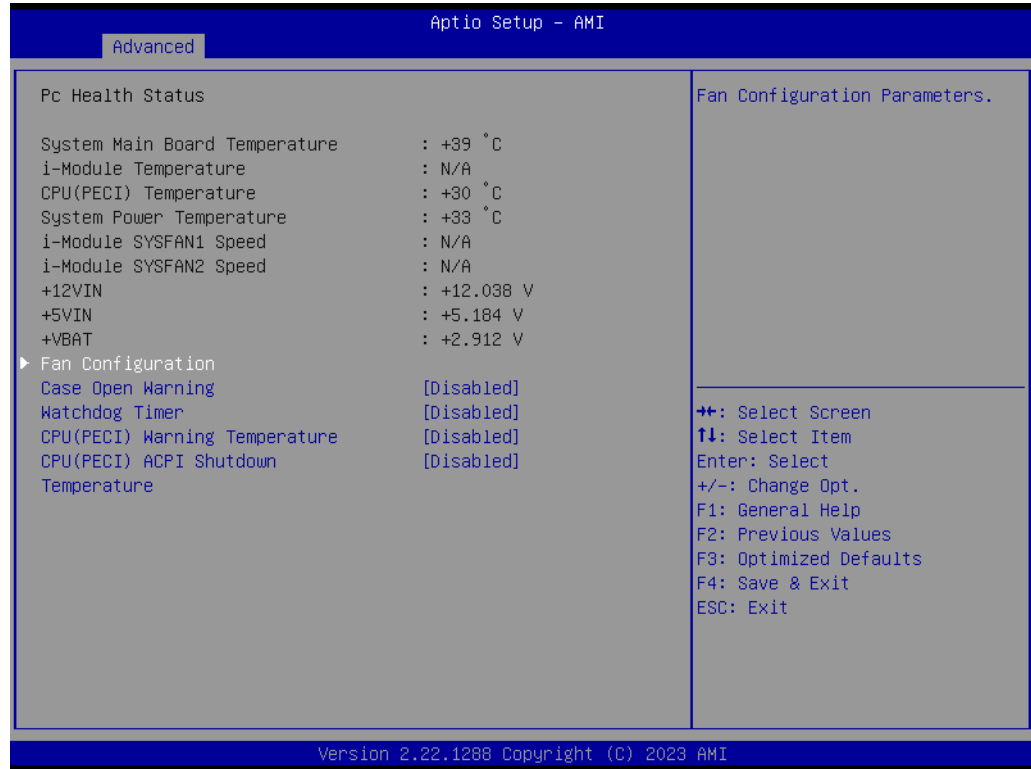 Aptio Setup – AMI
Advanced
Pc Health Status
System Main Board Temperature : +39 °C
i-Module Temperature : N/A
CPU(PECI) Temperature : +30 °C
System Power Temperature : +33 °C
i-Module SYSFAN1 Speed : N/A
i-Module SYSFAN2 Speed : N/A
+12VIN : +12.038 V
+5VIN : +5.184 V
+VBAT : +2.912 V
▶ Fan Configuration
Case Open Warning [Disabled]
Watchdog Timer [Disabled]
CPU(PECI) Warning Temperature [Disabled]
CPU(PECI) ACPI Shutdown [Disabled]
Temperature
Fan Configuration Parameters.
→←: Select Screen
↑↓: Select Item
Enter: Select
+/-: Change Opt.
F1: General Help
F2: Previous Values
F3: Optimized Defaults
F4: Save & Exit
ESC: Exit
Version 2.22.1288 Copyright (C) 2023 AMI